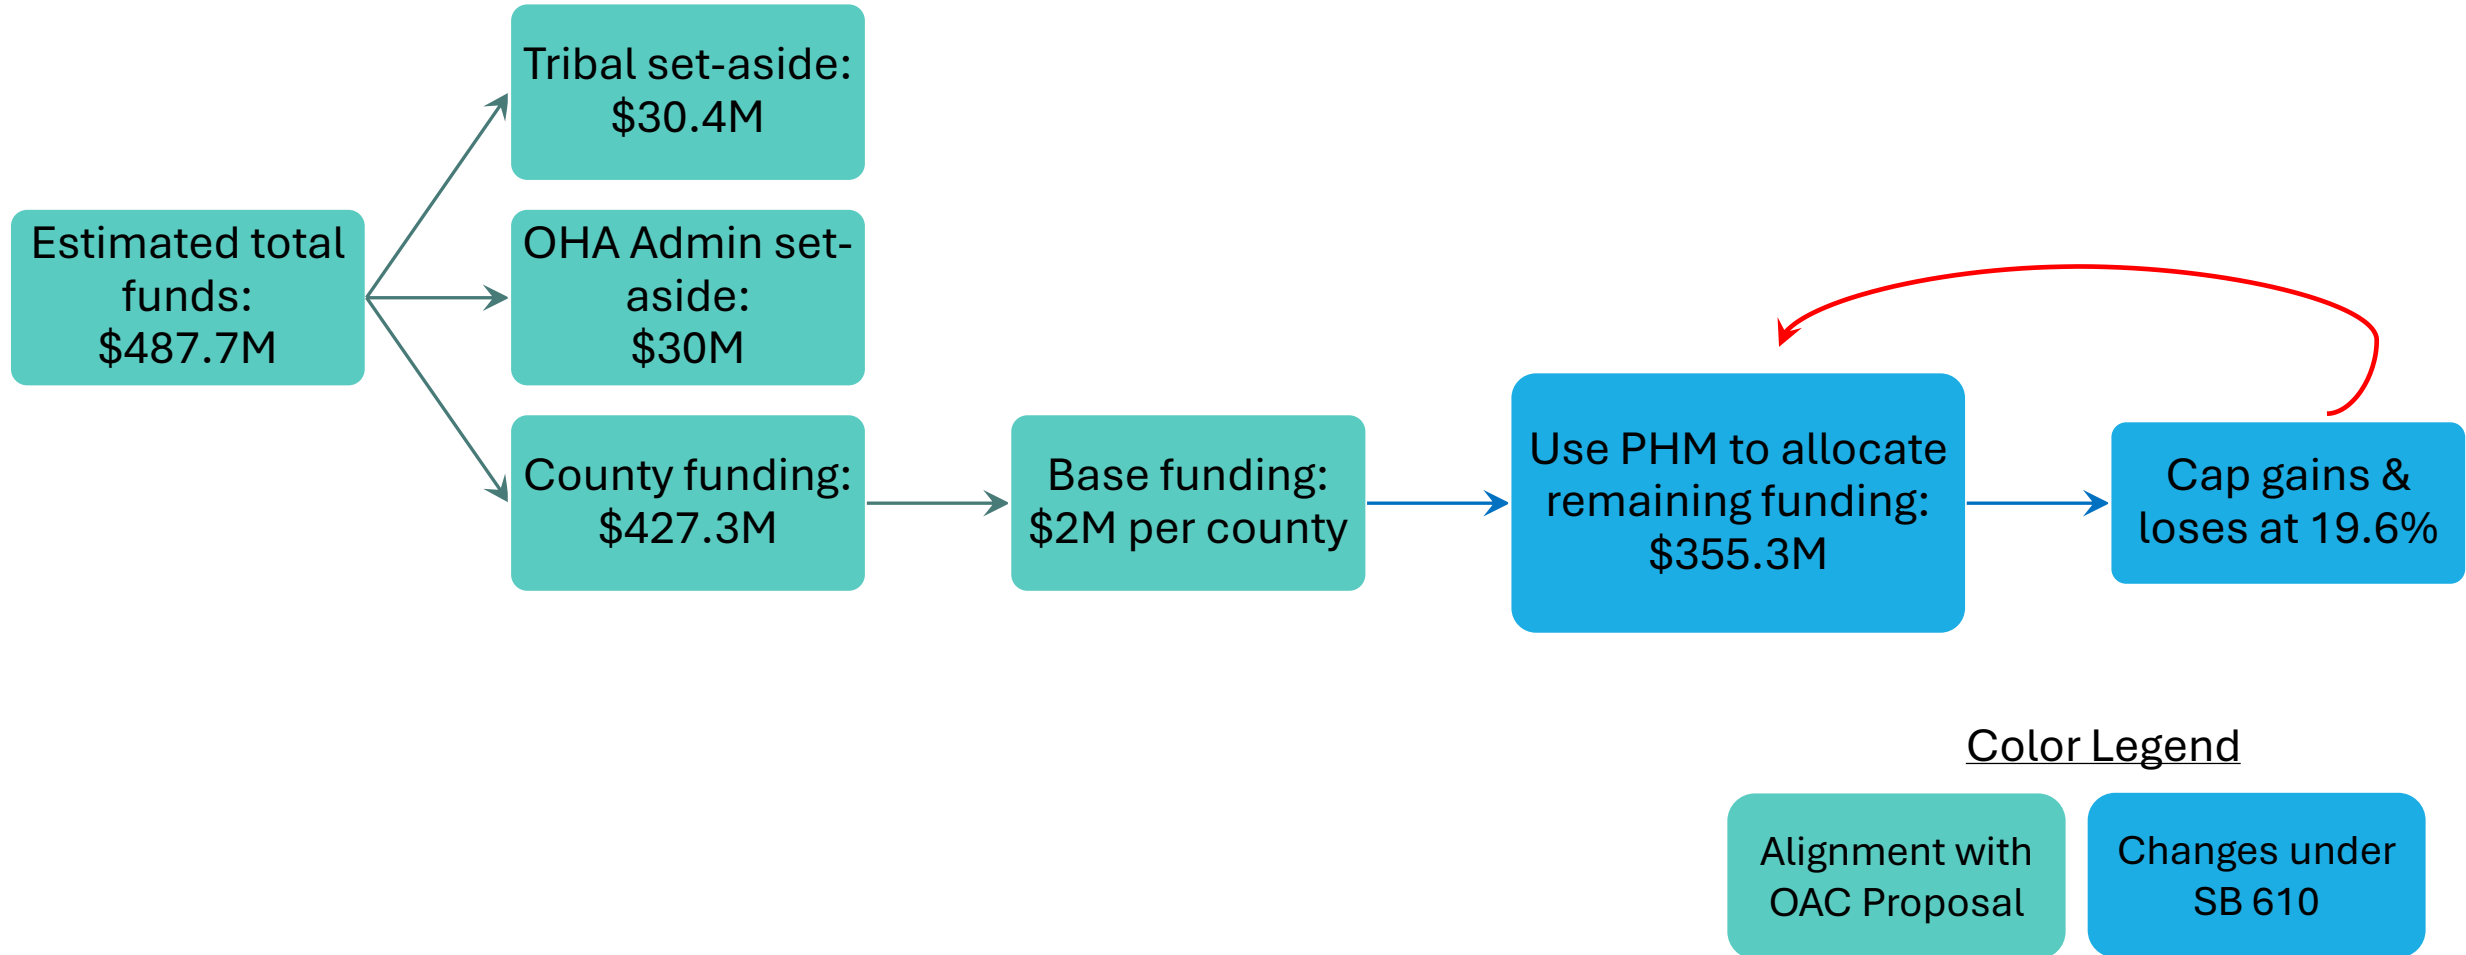 Tribal set-aside:
$30.4M
Estimated total
funds:
$487.7M
OHA Admin set-
aside:
$30M
County funding:
$427.3M
Base funding:
$2M per county
Use PHM to allocate
remaining funding:
$355.3M
Cap gains &
loses at 19.6%
Color Legend
Alignment with
OAC Proposal
Changes under
SB 610